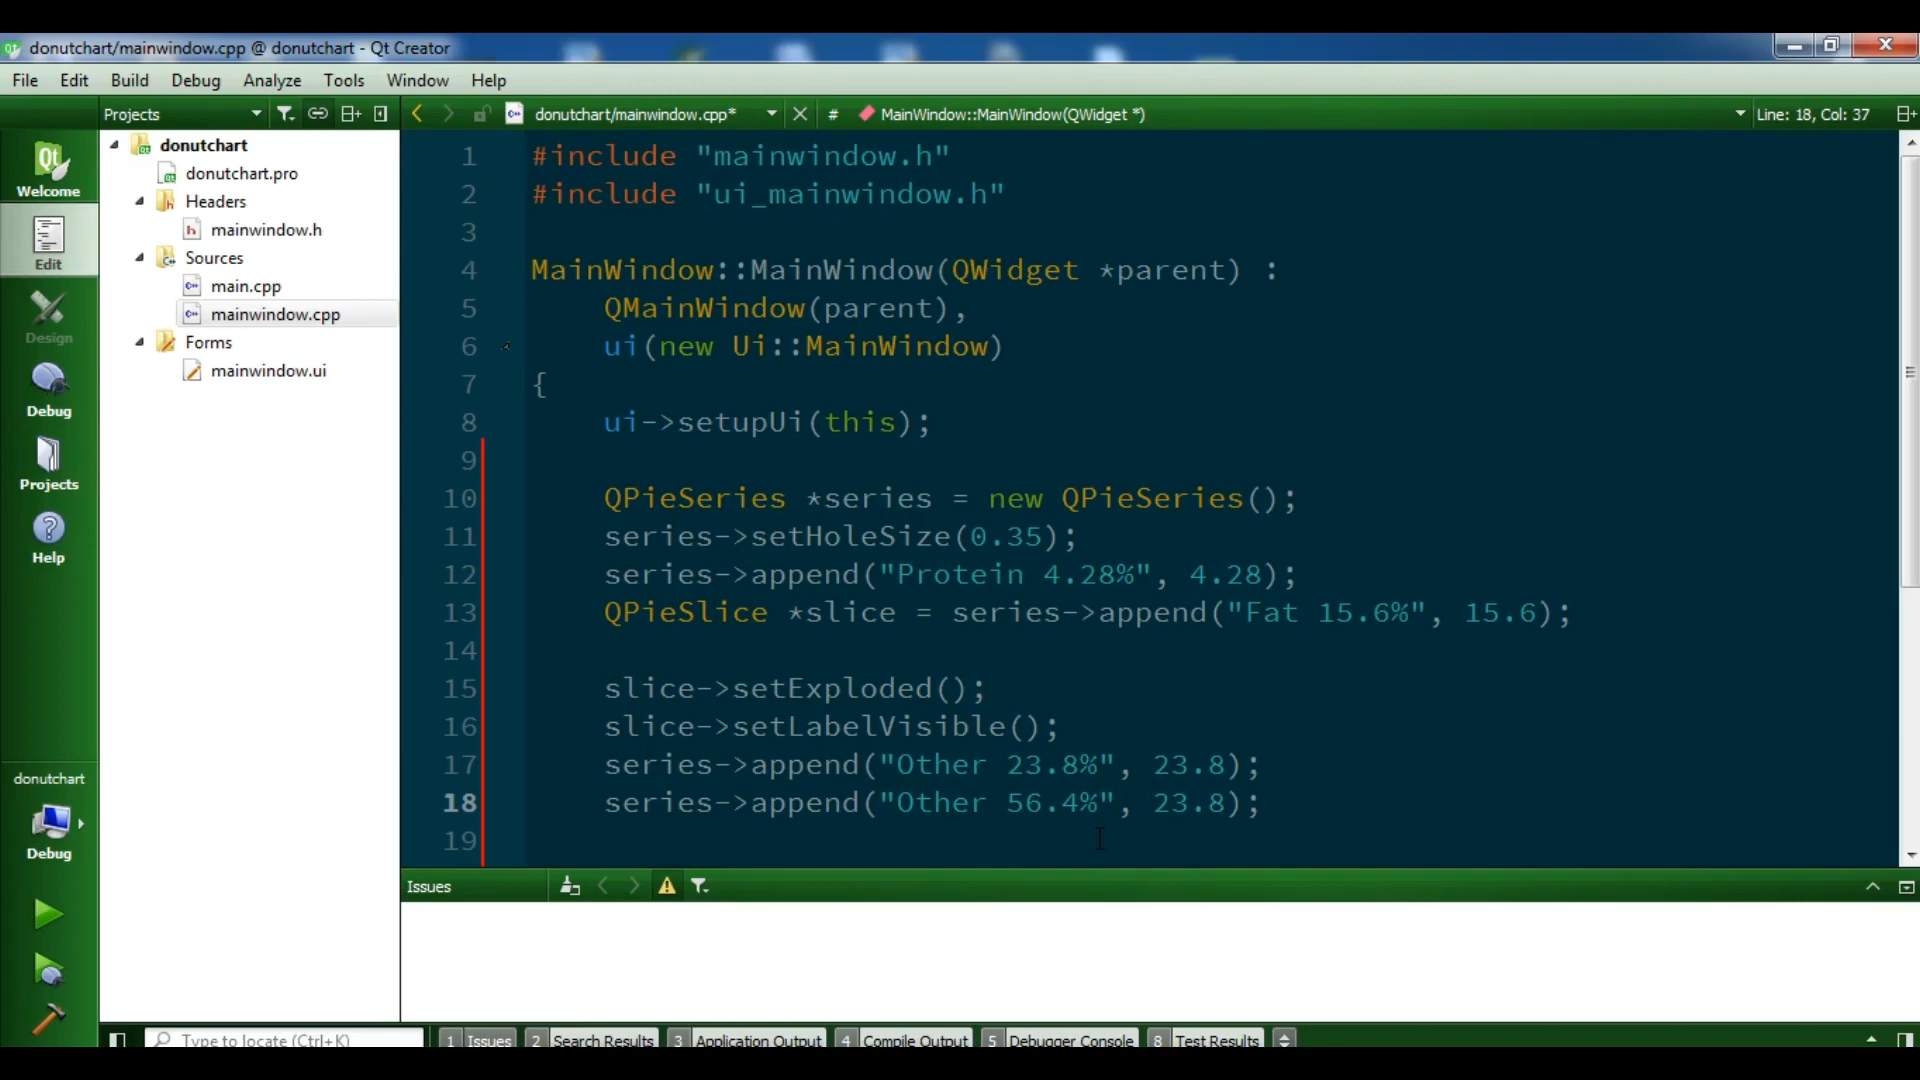 donutchart/mainwindow.cpp @ donutchart - Qt Creator
File Edit Build Debug Analyze Tools Window Help
Projects
donutchart/mainwindow.cpp*
#
MainWindow::MainWindow(QWidget *)
Line: 18, Col: 37
Qt
Welcome
Edit
Design
Debug
Projects
Help
donutchart
Debug
donutchart
donutchart.pro
Headers
mainwindow.h
Sources
main.cpp
mainwindow.cpp
Forms
mainwindow.ui
1 #include "mainwindow.h"
2 #include "ui_mainwindow.h"
3
4 MainWindow::MainWindow(QWidget *parent) :
5 QMainWindow(parent),
6 ui(new Ui::MainWindow)
7 {
8 ui->setupUi(this);
9
10 QPieSeries *series = new QPieSeries();
11 series->setHoleSize(0.35);
12 series->append("Protein 4.28%", 4.28);
13 QPieSlice *slice = series->append("Fat 15.6%", 15.6);
14
15 slice->setExploded();
16 slice->setLabelVisible();
17 series->append("Other 23.8%", 23.8);
18 series->append("Other 56.4%", 23.8);
19
Issues
Type to locate (Ctrl+K)
1 Issues 2 Search Results 3 Application Output 4 Compile Output 5 Debugger Console 8 Test Results